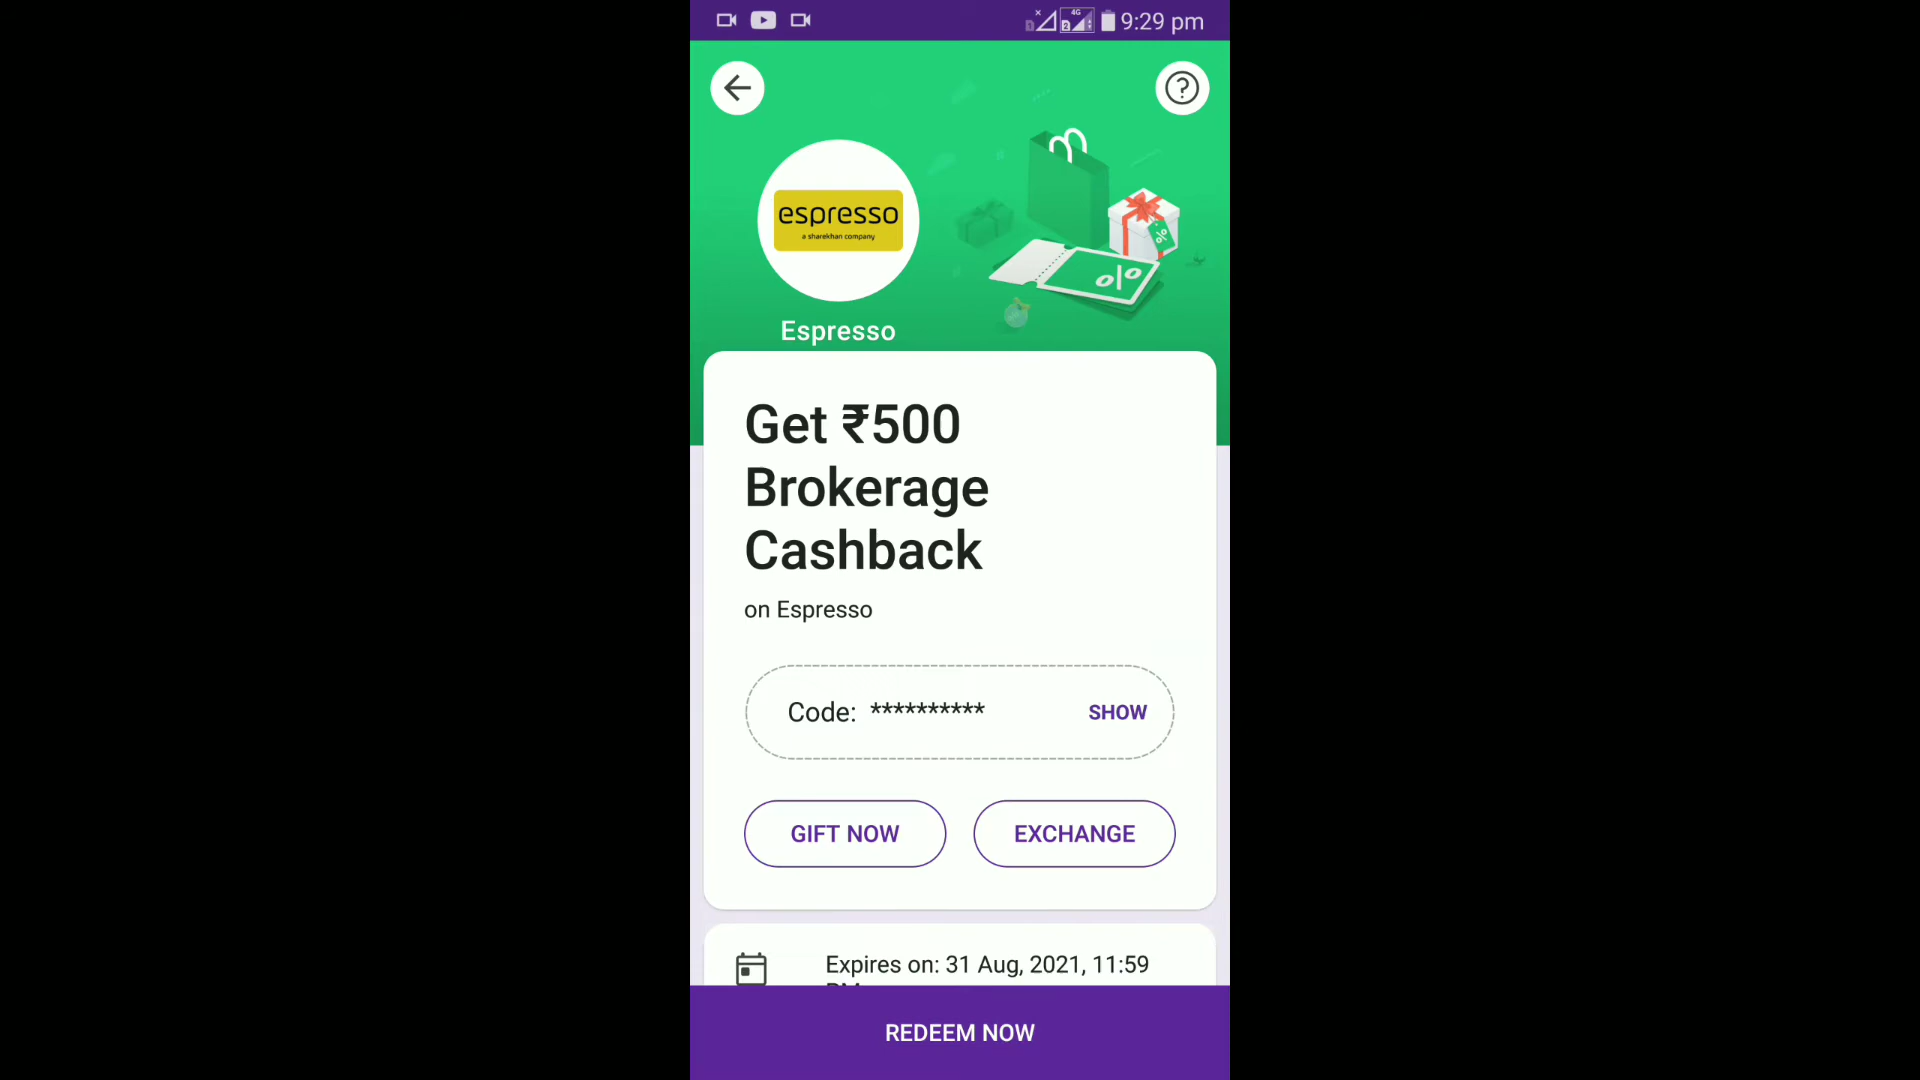 9:29 pm
espresso
a sharekhan company
Espresso
Get ₹500
Brokerage
Cashback
on Espresso
Code: ********** SHOW
GIFT NOW EXCHANGE
Expires on: 31 Aug, 2021, 11:59
REDEEM NOW